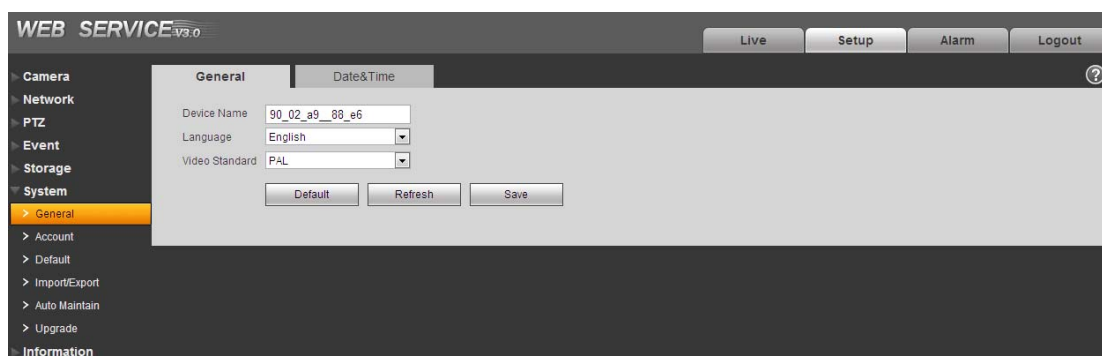 WEB SERVICE V3.0
Live
Setup
Alarm
Logout
Camera
Network
PTZ
Event
Storage
System
> General
> Account
> Default
> Import/Export
> Auto Maintain
> Upgrade
Information
General
Date&Time
?
Device Name 90_02_a9__88_e6
Language English
Video Standard PAL
Default
Refresh
Save